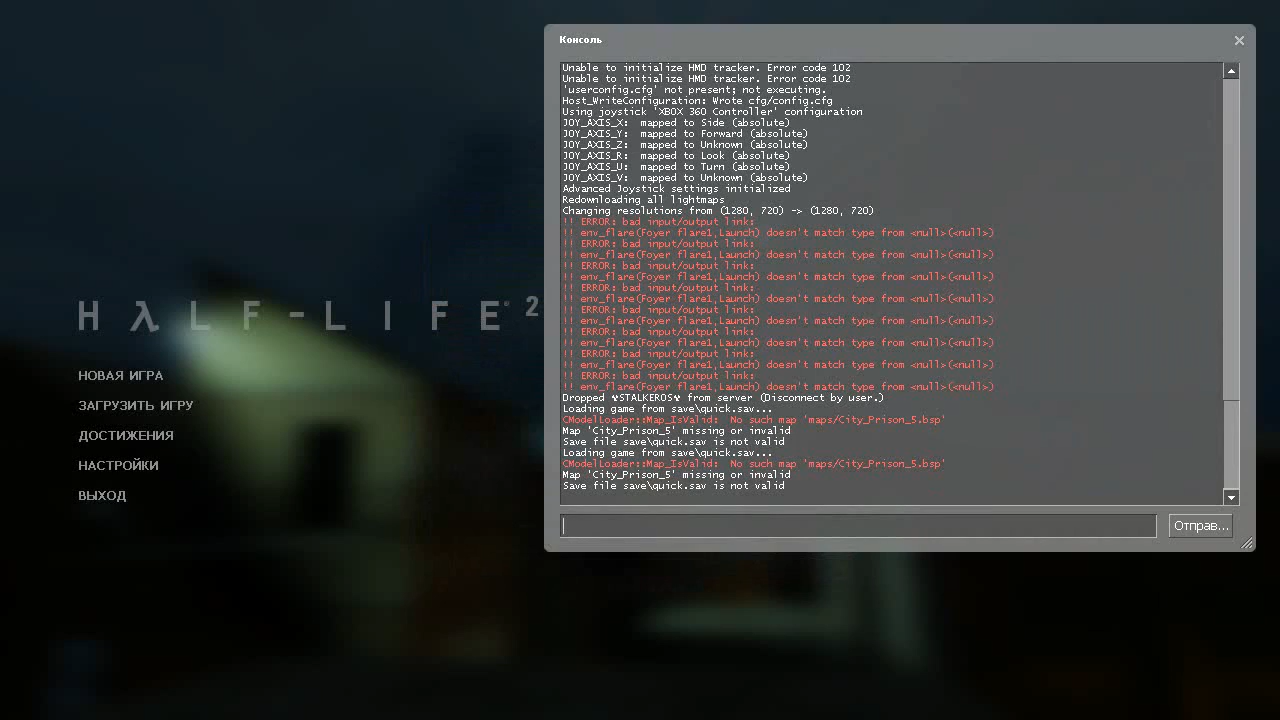 HλLF-LIFE® 2
НОВАЯ ИГРА
ЗАГРУЗИТЬ ИГРУ
ДОСТИЖЕНИЯ
НАСТРОЙКИ
ВЫХОД
Консоль
Unable to initialize HMD tracker. Error code 102
Unable to initialize HMD tracker. Error code 102
'userconfig.cfg' not present; not executing.
Host_WriteConfiguration: Wrote cfg/config.cfg
Using joystick 'XBOX 360 Controller' configuration
JOY_AXIS_X:  mapped to Side (absolute)
JOY_AXIS_Y:  mapped to Forward (absolute)
JOY_AXIS_Z:  mapped to Unknown (absolute)
JOY_AXIS_R:  mapped to Look (absolute)
JOY_AXIS_U:  mapped to Turn (absolute)
JOY_AXIS_V:  mapped to Unknown (absolute)
Advanced Joystick settings initialized
Redownloading all lightmaps
Changing resolutions from (1280, 720) -> (1280, 720)
!! ERROR: bad input/output link:
!! env_flare(Foyer flare1,Launch) doesn't match type from <null>(<null>)
!! ERROR: bad input/output link:
!! env_flare(Foyer flare1,Launch) doesn't match type from <null>(<null>)
!! ERROR: bad input/output link:
!! env_flare(Foyer flare1,Launch) doesn't match type from <null>(<null>)
!! ERROR: bad input/output link:
!! env_flare(Foyer flare1,Launch) doesn't match type from <null>(<null>)
!! ERROR: bad input/output link:
!! env_flare(Foyer flare1,Launch) doesn't match type from <null>(<null>)
!! ERROR: bad input/output link:
!! env_flare(Foyer flare1,Launch) doesn't match type from <null>(<null>)
!! ERROR: bad input/output link:
!! env_flare(Foyer flare1,Launch) doesn't match type from <null>(<null>)
!! ERROR: bad input/output link:
!! env_flare(Foyer flare1,Launch) doesn't match type from <null>(<null>)
Dropped ☢STALKEROS☢ from server (Disconnect by user.)
Loading game from save\quick.sav...
CModelLoader::Map_IsValid:  No such map 'maps/City_Prison_5.bsp'
Map 'City_Prison_5' missing or invalid
Save file save\quick.sav is not valid
Loading game from save\quick.sav...
CModelLoader::Map_IsValid:  No such map 'maps/City_Prison_5.bsp'
Map 'City_Prison_5' missing or invalid
Save file save\quick.sav is not valid
Отправ...